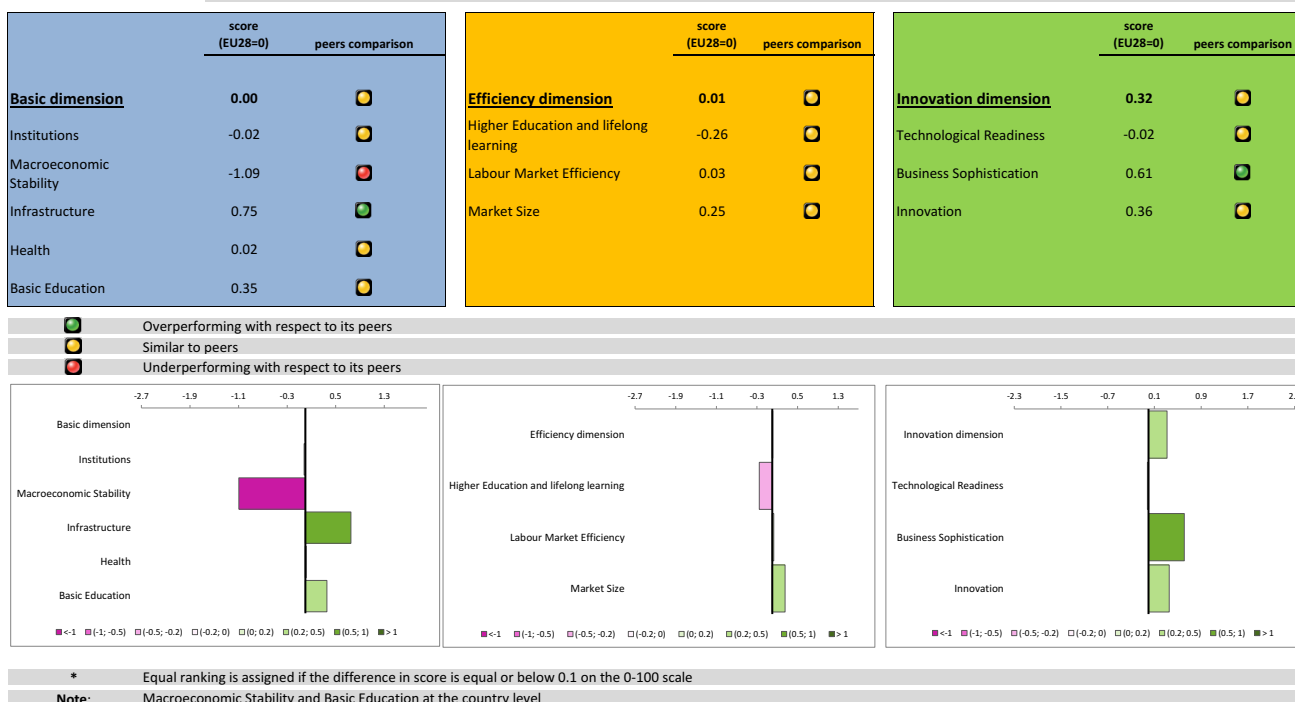 score
(EU28=0) peers comparison
Basic dimension 0.00
Institutions -0.02
Macroeconomic
Stability -1.09
Infrastructure 0.75
Health 0.02
Basic Education 0.35
score
(EU28=0) peers comparison
Efficiency dimension 0.01
Higher Education and lifelong
learning -0.26
Labour Market Efficiency 0.03
Market Size 0.25
score
(EU28=0) peers comparison
Innovation dimension 0.32
Technological Readiness -0.02
Business Sophistication 0.61
Innovation 0.36
Overperforming with respect to its peers
Similar to peers
Underperforming with respect to its peers
-2.7 -1.9 -1.1 -0.3 0.5 1.3
Basic dimension
Institutions
Macroeconomic Stability
Infrastructure
Health
Basic Education
<-1 (-1; -0.5) (-0.5; -0.2) (-0.2; 0) (0; 0.2) (0.2; 0.5) (0.5; 1) > 1
-2.7 -1.9 -1.1 -0.3 0.5 1.3
Efficiency dimension
Higher Education and lifelong learning
Labour Market Efficiency
Market Size
<-1 (-1; -0.5) (-0.5; -0.2) (-0.2; 0) (0; 0.2) (0.2; 0.5) (0.5; 1) > 1
-2.3 -1.5 -0.7 0.1 0.9 1.7
Innovation dimension
Technological Readiness
Business Sophistication
Innovation
<-1 (-1; -0.5) (-0.5; -0.2) (-0.2; 0) (0; 0.2) (0.2; 0.5) (0.5; 1) > 1
* Equal ranking is assigned if the difference in score is equal or below 0.1 on the 0-100 scale
Note: Macroeconomic Stability and Basic Education at the country level